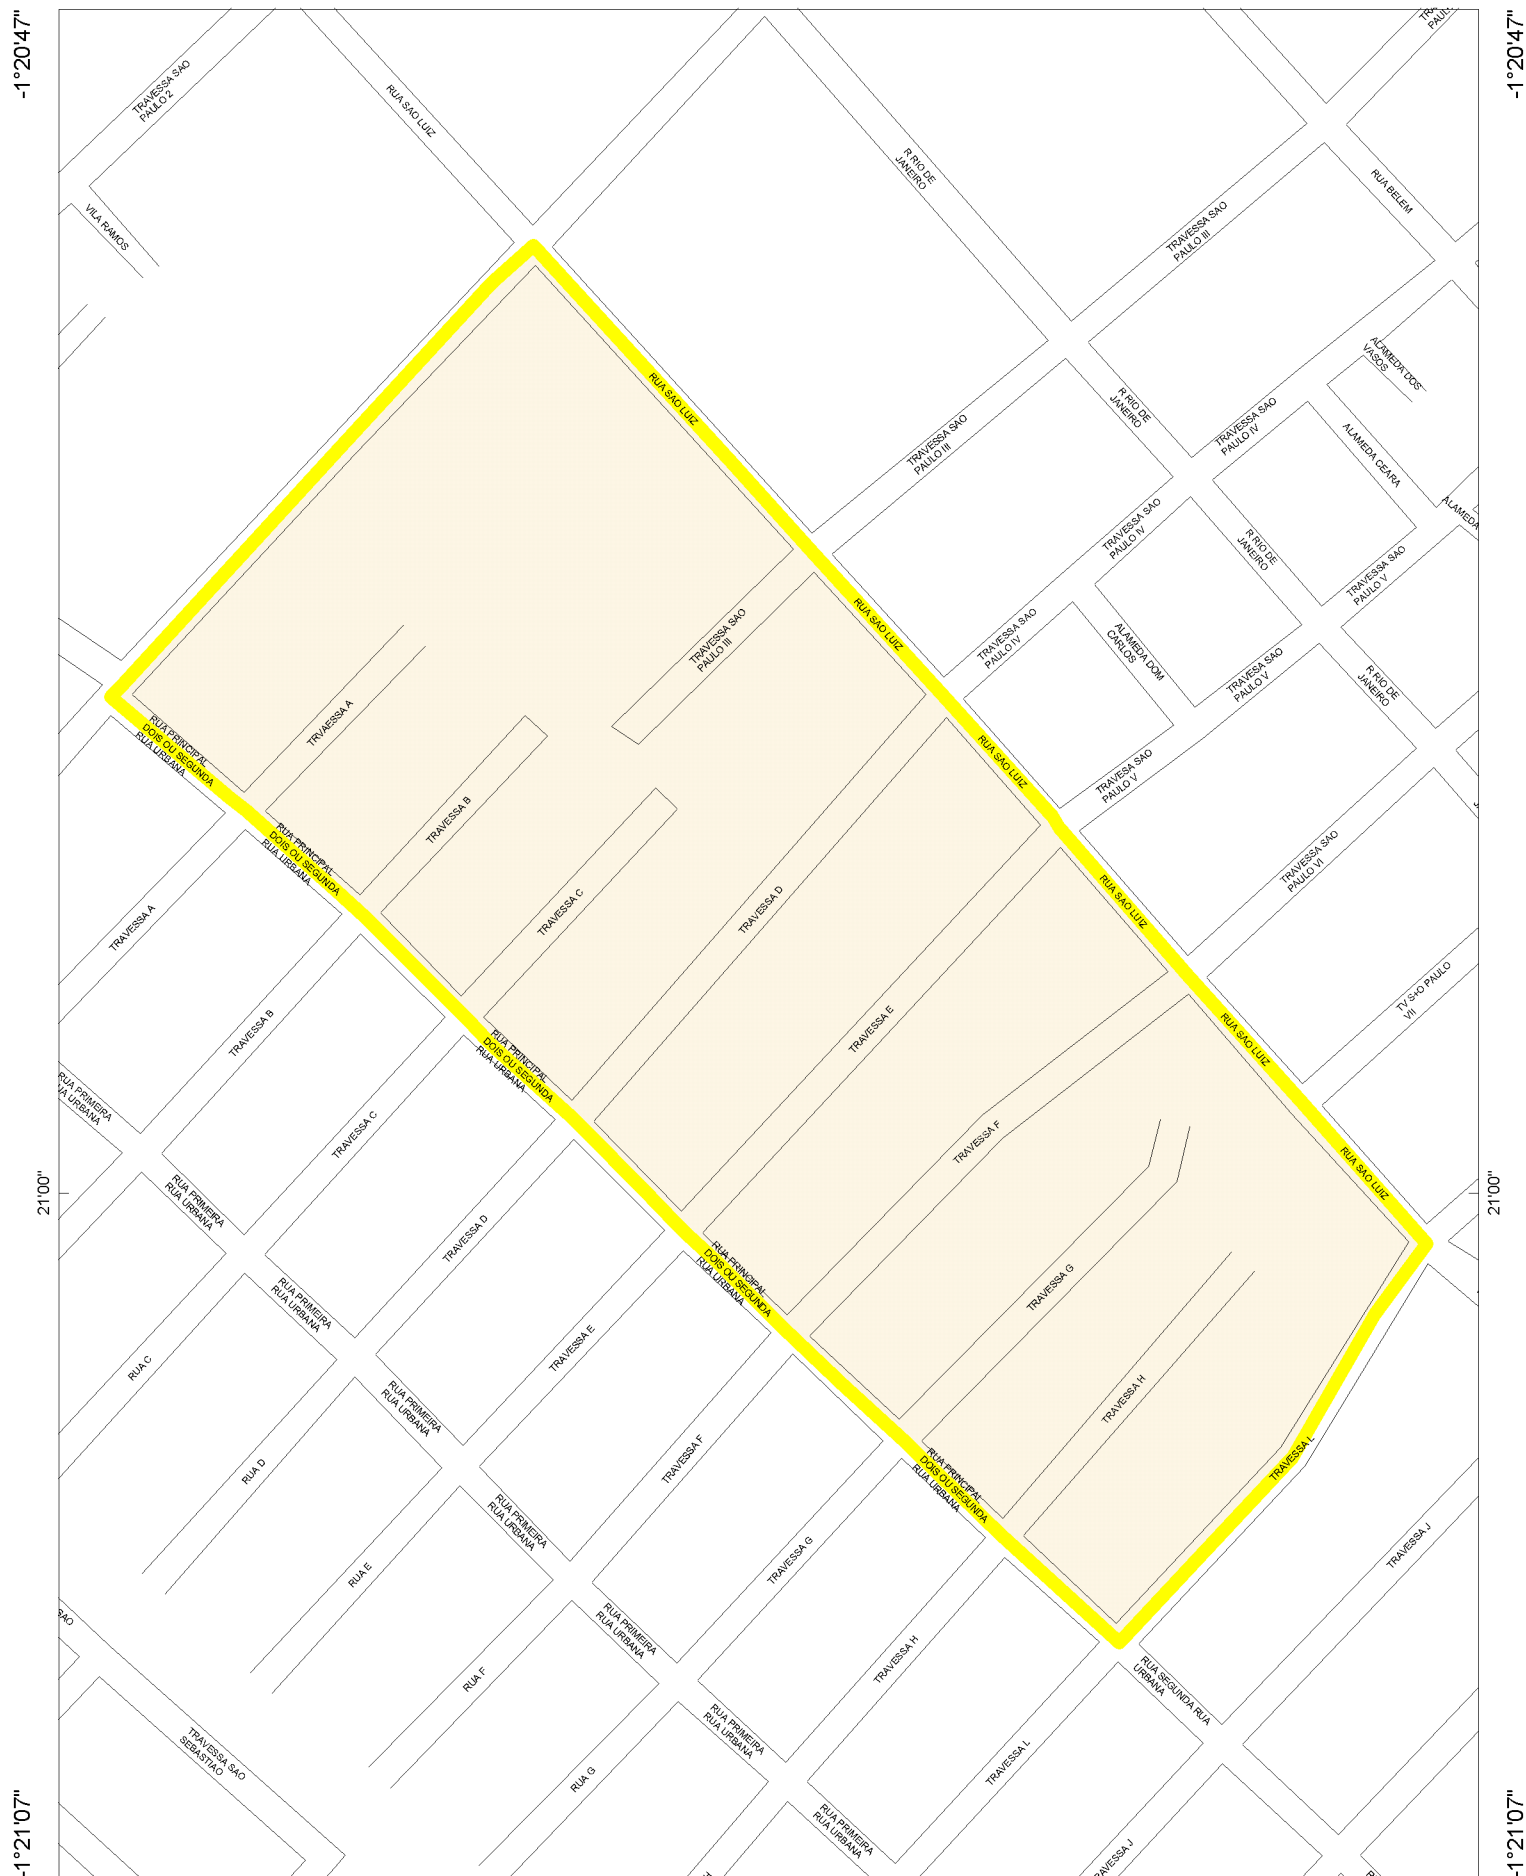 -1°20'47"
-1°20'47"
TRAVESSA SAO
PAULO 2
RUA SAO LUIZ
VILA RAMOS
R RIO DE
JANEIRO
RUA BELEM
TRAVESSA SAO
PAULO III
RUA SAO LUIZ
TRAVESSA SAO
PAULO III
R RIO DE
JANEIRO
TRAVESSA SAO
PAULO IV
ALAMEDA DOS
VASOS
ALAMEDA CEARA
ALAMEDA
TRAVESSA SAO
PAULO IV
R RIO DE
JANEIRO
TRAVESSA SAO
PAULO V
RUA SAO LUIZ
TRAVESSA SAO
PAULO IV
ALAMEDA DOM
CARLOS
TRAVESA SAO
PAULO V
R RIO DE
JANEIRO
TRAVESSA SAO
PAULO III
TRVAESSA A
RUA PRINCIPAL
DOIS OU SEGUNDA
RUA URBANA
RUA SAO LUIZ
TRAVESA SAO
PAULO V
TRAVESSA B
TRAVESSA SAO
PAULO VI
RUA PRINCIPAL
DOIS OU SEGUNDA
RUA URBANA
TRAVESSA A
TRAVESSA C
TRAVESSA D
RUA SAO LUIZ
TRAVESSA B
TRAVESSA E
TV S+O PAULO
VII
RUA SAO LUIZ
RUA PRINCIPAL
DOIS OU SEGUNDA
RUA URBANA
RUA PRIMEIRA
UA URBANA
TRAVESSA C
TRAVESSA F
RUA SAO LUIZ
21'00"
21'00"
RUA PRIMEIRA
RUA URBANA
TRAVESSA D
RUA PRINCIPAL
DOIS OU SEGUNDA
RUA URBANA
TRAVESSA G
RUA PRIMEIRA
RUA URBANA
TRAVESSA E
RUA C
RUA PRIMEIRA
RUA URBANA
TRAVESSA H
TRAVESSA F
TRAVESSA L
RUA D
RUA PRINCIPAL
DOIS OU SEGUNDA
RUA URBANA
RUA PRIMEIRA
RUA URBANA
TRAVESSA G
TRAVESSA J
RUA E
SAO
RUA PRIMEIRA
RUA URBANA
TRAVESSA H
RUA F
RUA SEGUNDA RUA
URBANA
RUA PRIMEIRA
RUA URBANA
TRAVESSA SAO
SEBASTIAO
TRAVESSA L
RUA G
RUA PRIMEIRA
RUA URBANA
-1°21'07"
-1°21'07"